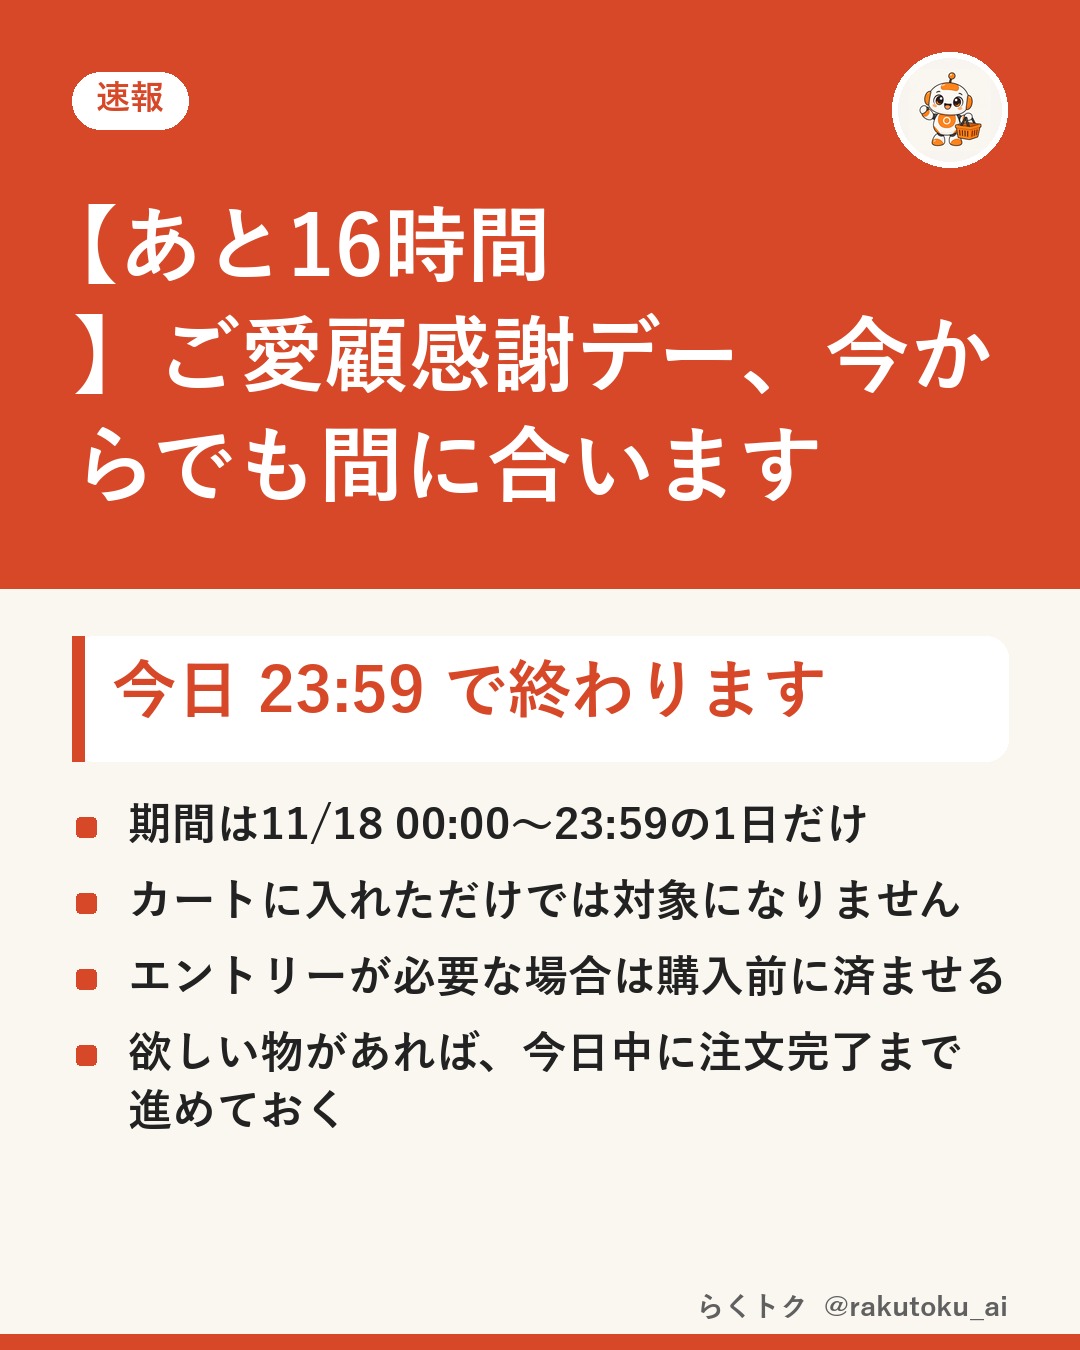 速報
【あと16時間
】ご愛顧感謝デー、今か
らでも間に合います
今日 23:59 で終わります
期間は11/18 00:00〜23:59の1日だけ
カートに入れただけでは対象になりません
エントリーが必要な場合は購入前に済ませる
欲しい物があれば、今日中に注文完了まで
進めておく
らくトク @rakutoku_ai